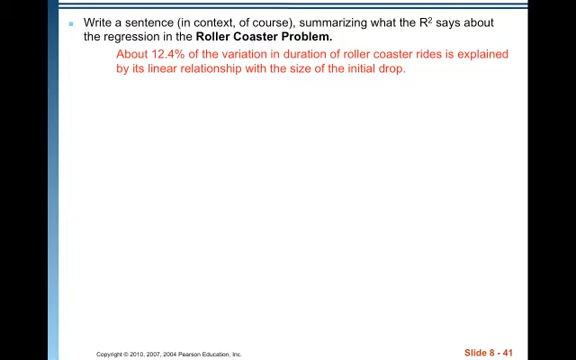 Write a sentence (in context, of course), summarizing what the R² says about
the regression in the Roller Coaster Problem.
About 12.4% of the variation in duration of roller coaster rides is explained
by its linear relationship with the size of the initial drop.
Copyright © 2010, 2007, 2004 Pearson Education, Inc.
Slide 8 - 41